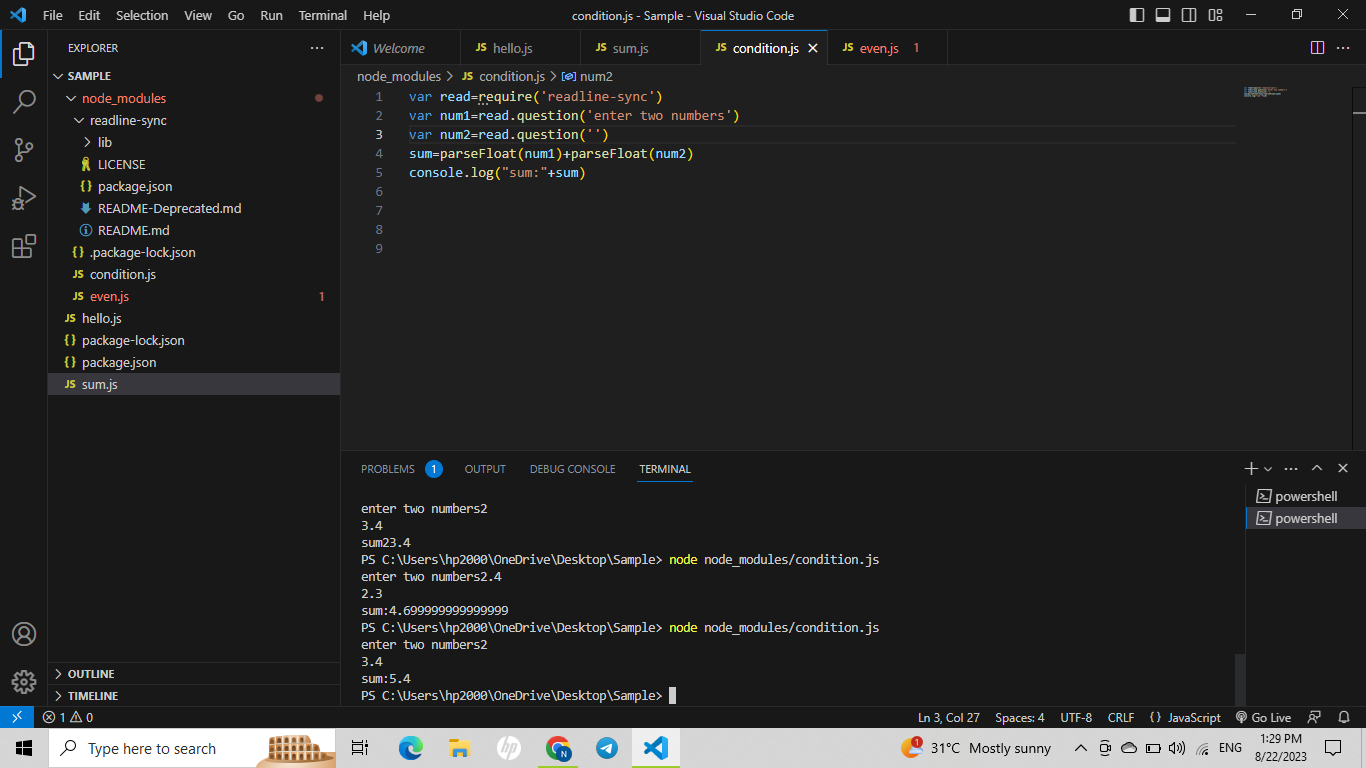 File Edit Selection View Go Run Terminal Help
condition.js - Sample - Visual Studio Code
EXPLORER
SAMPLE
node_modules
readline-sync
lib
LICENSE
package.json
README-Deprecated.md
README.md
.package-lock.json
condition.js
even.js 1
hello.js
package-lock.json
package.json
sum.js
OUTLINE
TIMELINE
Welcome
JS hello.js
JS sum.js
JS condition.js
JS even.js 1
node_modules > JS condition.js > num2
1 var read=require('readline-sync')
2 var num1=read.question('enter two numbers')
3 var num2=read.question('')
4 sum=parseFloat(num1)+parseFloat(num2)
5 console.log("sum:"+sum)
6
7
8
9
PROBLEMS 1 OUTPUT DEBUG CONSOLE TERMINAL
enter two numbers2
3.4
sum23.4
PS C:\Users\hp2000\OneDrive\Desktop\Sample> node node_modules/condition.js
enter two numbers2.4
2.3
sum:4.699999999999999
PS C:\Users\hp2000\OneDrive\Desktop\Sample> node node_modules/condition.js
enter two numbers2
3.4
sum:5.4
PS C:\Users\hp2000\OneDrive\Desktop\Sample>
powershell
powershell
1 0
Ln 3, Col 27 Spaces: 4 UTF-8 CRLF {} JavaScript Go Live
Type here to search
hp
N
1
31°C Mostly sunny
ENG
1:29 PM
8/22/2023